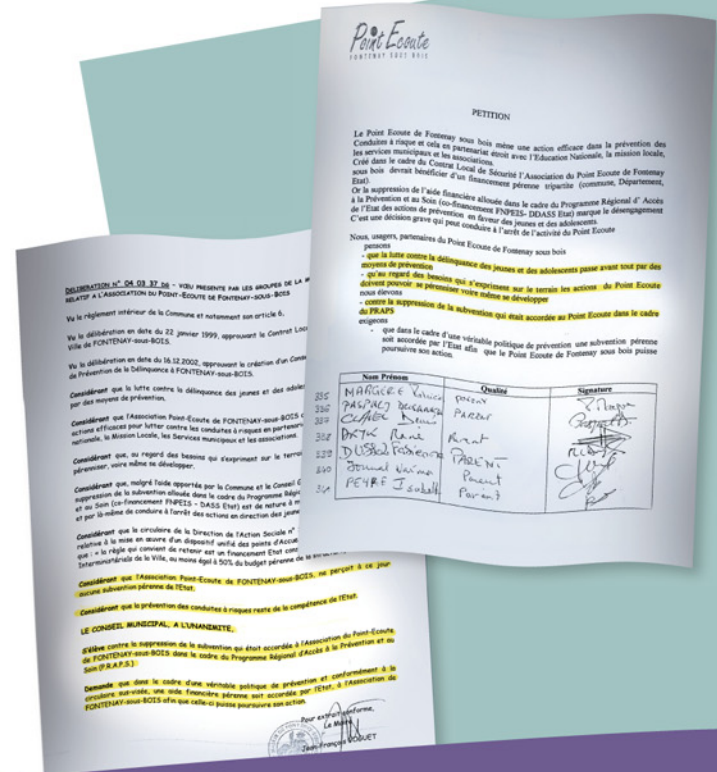 Point Ecoute
FONTENAY SOUS BOIS
PETITION
Le Point Ecoute de Fontenay sous bois mène une action efficace dans la prévention des
Conduites à risque et cela en partenariat étroit avec l'Education Nationale, la mission locale,
les services municipaux et les associations.
Créé dans le cadre du Contrat Local de Sécurité l'Association du Point Ecoute de Fontenay
sous bois devrait bénéficier d'un financement pérenne tripartite (commune, Département,
Etat).
Or la suppression de l'aide financière allouée dans le cadre du Programme Régional d' Accès
à la Prévention et au Soin (co-financement FNPEIS- DDASS Etat) marque le désengagement
de l'Etat des actions de prévention en faveur des jeunes et des adolescents.
C'est une décision grave qui peut conduire à l'arrêt de l'activité du Point Ecoute
Nous, usagers, partenaires du Point Ecoute de Fontenay sous bois
pensons
- que la lutte contre la délinquance des jeunes et des adolescents passe avant tout par des
moyens de prévention
- qu'au regard des besoins qui s'expriment sur le terrain les actions du Point Ecoute
doivent pouvoir se pérenniser voire même se développer
nous élevons
- contre la suppression de la subvention qui était accordée au Point Ecoute dans le cadre
du PRAPS
exigeons
- que dans le cadre d'une véritable politique de prévention une subvention pérenne
soit accordée par l'Etat afin que le Point Ecoute de Fontenay sous bois puisse
poursuivre son action.
Nom Prénom Qualité Signature
335 MARGERE parent
336 PARENT
337 CLAVEL Denis
338 Rane Parent
339 PARENT
340 Parent
341 PEYRE Isabelle Parent
DELIBERATION N° 04 03 37 DG - VŒU PRESENTE PAR LES GROUPES DE LA M
RELATIF A L'ASSOCIATION DU POINT-ECOUTE DE FONTENAY-SOUS-BOIS
Vu le règlement intérieur de la Commune et notamment son article 6,
Vu la délibération en date du 22 janvier 1999, approuvant le Contrat Loc
Ville de FONTENAY-sous-BOIS.
Vu la délibération en date du 16.12.2002, approuvant la création d'un Cons
de Prévention de la Délinquance à FONTENAY-sous-BOIS.
Considérant que la lutte contre la délinquance des jeunes et des adoles
par des moyens de prévention.
Considérant que l'Association Point-Ecoute de FONTENAY-sous-BOIS
actions efficaces pour lutter contre les conduites à risques en partenar
nationale, la Mission Locale, les Services municipaux et les associations.
Considérant que, au regard des besoins qui s'expriment sur le terra
pérenniser, voire même se développer.
Considérant que, malgré l'aide apportée par la Commune et le Conseil G
suppression de la subvention allouée dans le cadre du Programme Régi
et au Soin (co-financement FNPEIS - DASS Etat) est de nature à m
et par là-même de conduire à l'arrêt des actions en direction des jeune
Considérant que la circulaire de la Direction de l'Action Sociale n°
relative à la mise en œuvre d'un dispositif unifié des points d'Accue
que : « la règle qui convient de retenir est un financement Etat cons
Interministériels de la Ville, au moins égal à 50% du budget pérenne de la
Considérant que l'Association Point-Ecoute de FONTENAY-sous-BOIS, ne perçoit à ce jour
aucune subvention pérenne de l'Etat.
Considérant que la prévention des conduites à risques reste de la compétence de l'Etat.
LE CONSEIL MUNICIPAL, A L'UNANIMITE,
S'élève contre la suppression de la subvention qui était accordée à l'Association du Point-Ecoute
de FONTENAY-sous-BOIS dans le cadre du Programme Régional d'Accès à la Prévention et au
Soin (P.R.A.P.S.)
Demande que dans le cadre d'une véritable politique de prévention et conformément à la
circulaire sus-visée, une aide financière pérenne soit accordée par l'Etat, à l'Association de
FONTENAY-sous-BOIS afin que celle-ci puisse poursuivre son action.
Pour extrait conforme,
Le Maire
Jean-François VOGUET